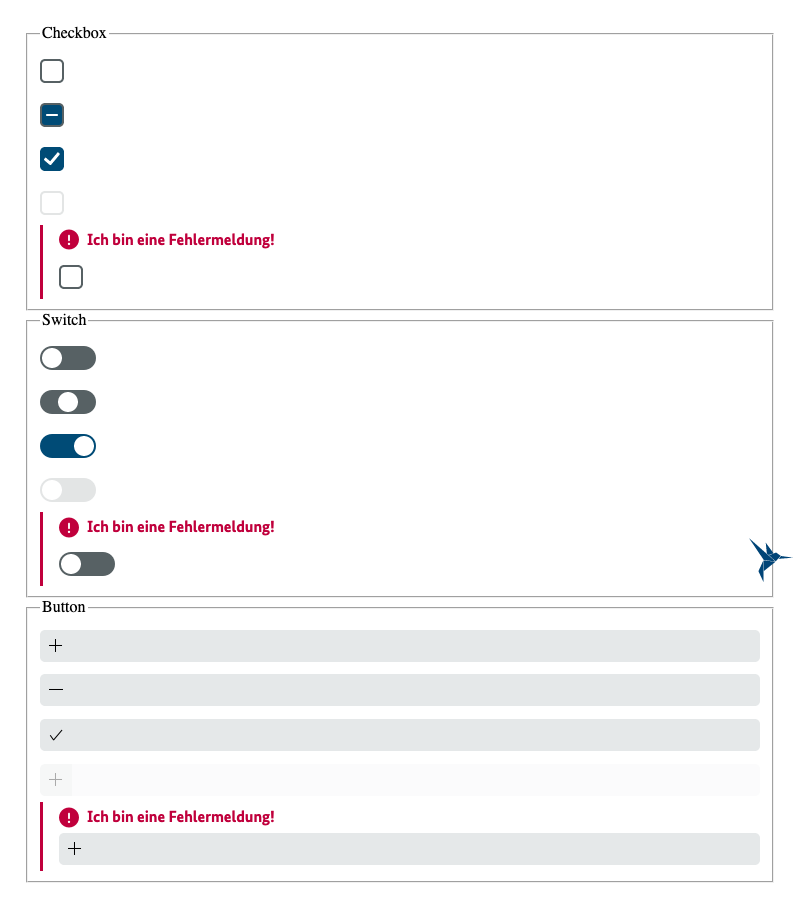 Checkbox
Ich bin eine Fehlermeldung!
Switch
Ich bin eine Fehlermeldung!
Button
Ich bin eine Fehlermeldung!